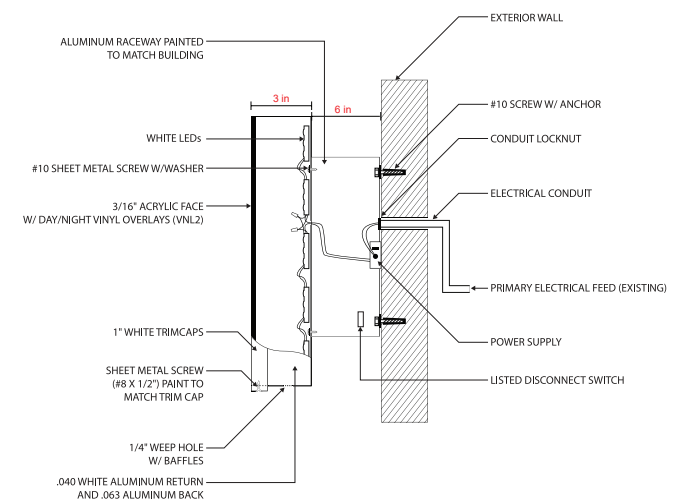 EXTERIOR WALL
ALUMINUM RACEWAY PAINTED
TO MATCH BUILDING
3 in
6 in
#10 SCREW W/ ANCHOR
WHITE LEDs
CONDUIT LOCKNUT
#10 SHEET METAL SCREW W/WASHER
ELECTRICAL CONDUIT
3/16" ACRYLIC FACE
W/ DAY/NIGHT VINYL OVERLAYS (VNL2)
PRIMARY ELECTRICAL FEED (EXISTING)
1" WHITE TRIMCAPS
POWER SUPPLY
SHEET METAL SCREW
(#8 X 1/2") PAINT TO
MATCH TRIM CAP
LISTED DISCONNECT SWITCH
1/4" WEEP HOLE
W/ BAFFLES
.040 WHITE ALUMINUM RETURN
AND .063 ALUMINUM BACK